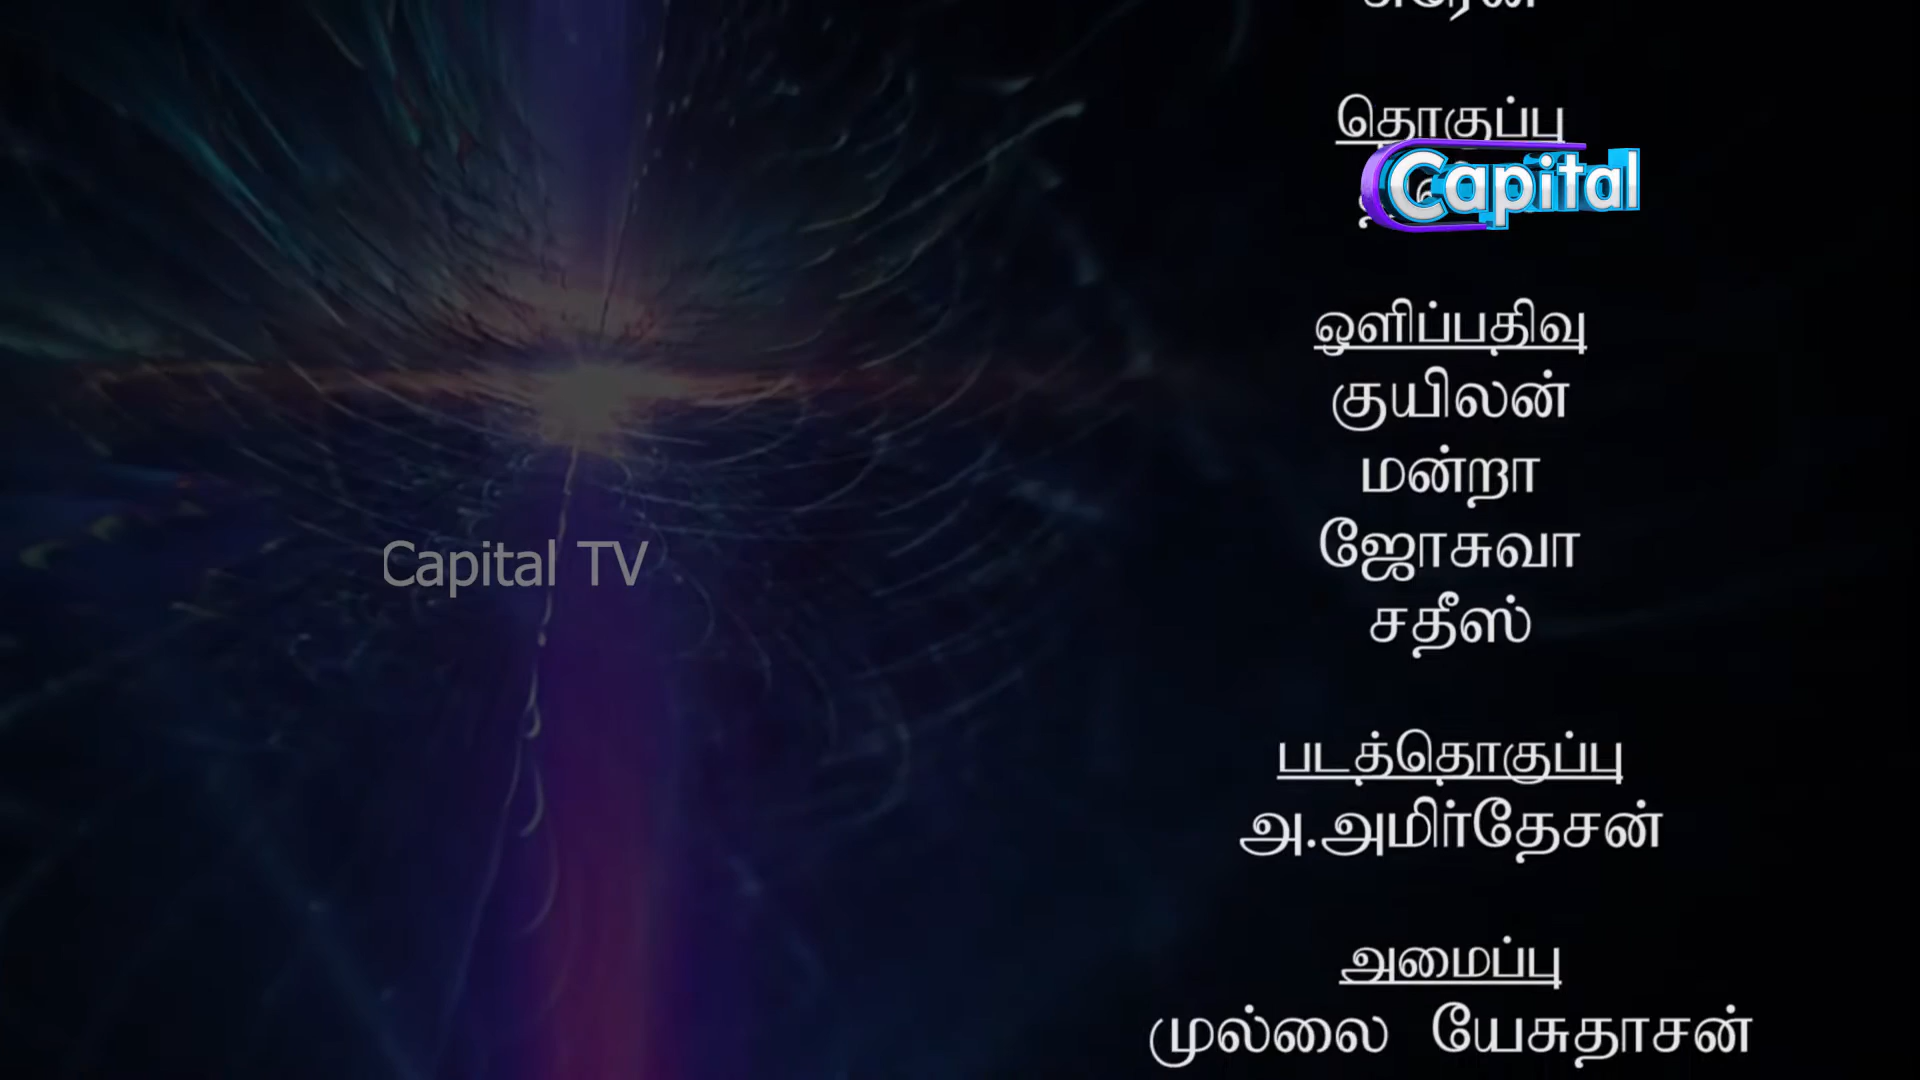 தொகுப்பு
Capital
ஒளிப்பதிவு
குயிலன்
மன்றா
ஜோசுவா
Capital TV
சதீஸ்
படத்தொகுப்பு
அ.அமிர்தேசன்
அமைப்பு
முல்லை யேசுதாசன்